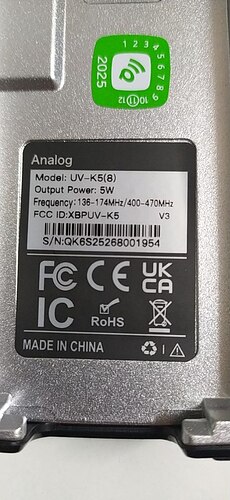 1 2 3 4 5 6 7 8 9 10 11 12
2025
Analog
Model: UV-K5(8)
Output Power: 5W
Frequency:136-174MHz/400-470MHz
FCC ID:XBPUV-K5 V3
S/N:QK6S25268001954
FC CE UK
CA
IC RoHS
MADE IN CHINA